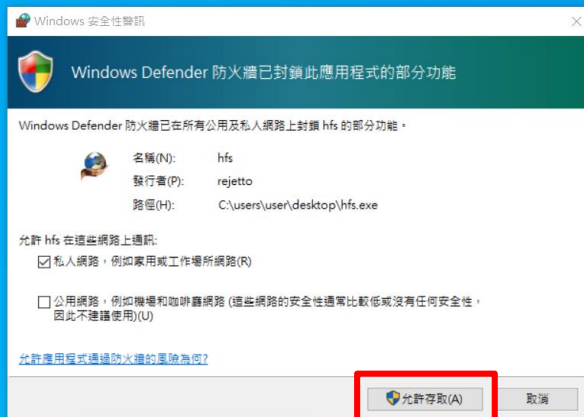 Windows 安全性警訊
Windows Defender 防火牆已封鎖此應用程式的部分功能
Windows Defender 防火牆已在所有公用及私人網路上封鎖 hfs 的部分功能。
名稱(N): hfs
發行者(P): rejetto
路徑(H): C:\users\user\desktop\hfs.exe
允許 hfs 在這些網路上通訊:
私人網路，例如家用或工作場所網路(R)
公用網路，例如機場和咖啡廳網路 (這些網路的安全性通常比較低或沒有任何安全性，
因此不建議使用)(U)
允許應用程式通過防火牆的風險為何?
允許存取(A) 取消